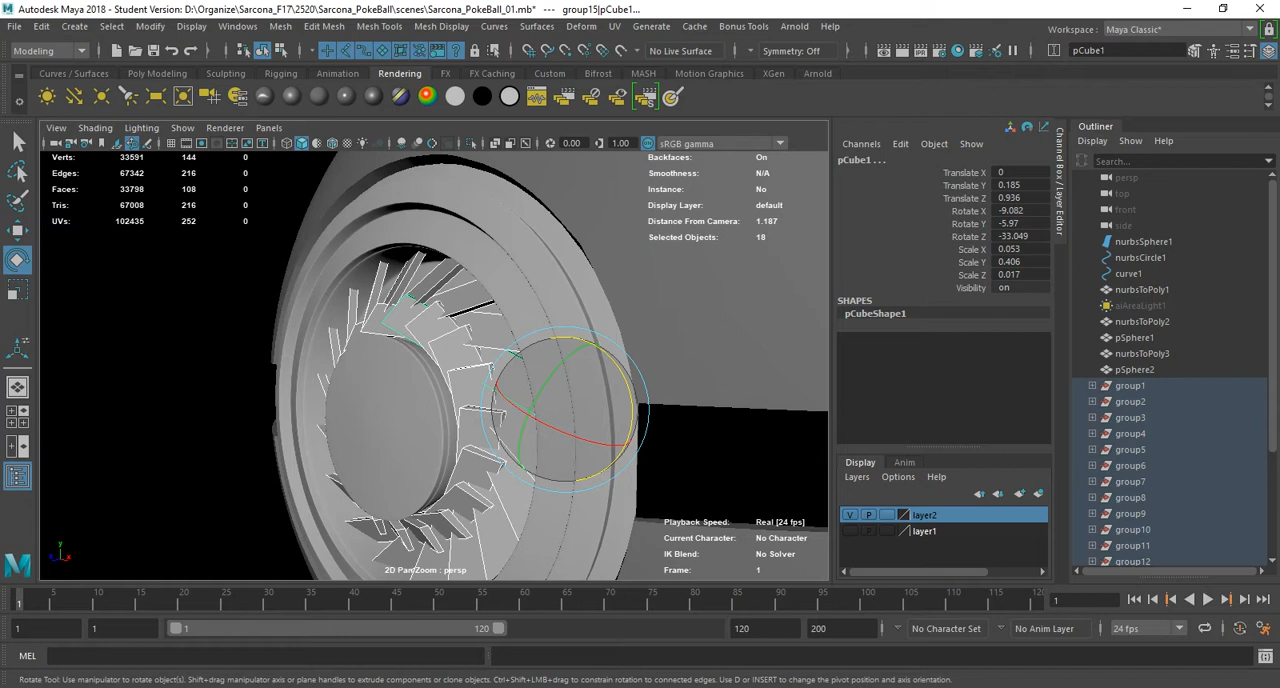 Autodesk Maya 2018 - Student Version: D:\Organize\Sarcona_F17\2520\Sarcona_PokeBall\scenes\Sarcona_PokeBall_01.mb* --- group15|pCube1...
File Edit Create Select Modify Display Windows Mesh Edit Mesh Mesh Tools Mesh Display Curves Surfaces Deform UV Generate Cache Arnold Help
Workspace: Maya Classic*
Modeling No Live Surface Symmetry: Off pCube1
Curves / Surfaces Poly Modeling Sculpting Rigging Animation Rendering FX FX Caching Custom Bifrost MASH Motion Graphics XGen Arnold
View Shading Lighting Show Renderer Panels
0.00 1.00 sRGB gamma
Verts: 33591 144 0
Edges: 67342 216 0
Faces: 33798 108 0
Tris: 67008 216 0
UVs: 102435 252 0
Backfaces: On
Smoothness: N/A
Instance: No
Display Layer: default
Distance From Camera: 1.187
Selected Objects: 18
Playback Speed: Real [24 fps]
Current Character: No Character
IK Blend: No Solver
Frame: 1
2D Pan/Zoom : persp
y
z
x
Channels Edit Object Show
pCube1 . . .
Translate X 0
Translate Y 0.185
Translate Z 0.936
Rotate X -9.082
Rotate Y -5.97
Rotate Z -33.049
Scale X 0.053
Scale Y 0.406
Scale Z 0.017
Visibility on
SHAPES
pCubeShape1
Display Anim
Layers Options Help
V P layer2
layer1
Channel Box / Layer Editor
Outliner
Display Show Help
Search...
persp
top
front
side
nurbsSphere1
nurbsCircle1
curve1
nurbsToPoly1
aiAreaLight1
nurbsToPoly2
pSphere1
nurbsToPoly3
pSphere2
group1
group2
group3
group4
group5
group6
group7
group8
group9
group10
group11
group12
1 5 10 15 20 25 30 35 40 45 50 55 60 65 70 75 80 85 90 95 100 105 110 115 120 1
1 1 1 120 120 200 No Character Set No Anim Layer 24 fps
MEL
Rotate Tool: Use manipulator to rotate object(s). Shift+drag manipulator axis or plane handles to extrude components or clone objects. Ctrl+Shift+LMB+drag to constrain rotation to connected edges. Use D or INSERT to change the pivot position and axis orientation.